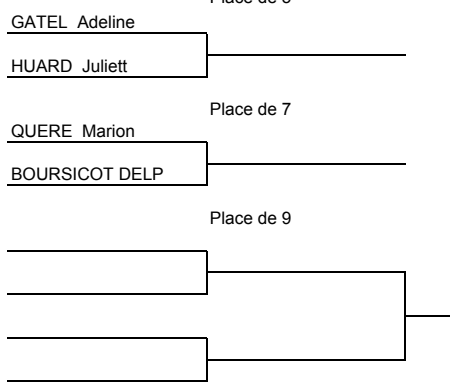 GATEL Adeline
HUARD Juliett
Place de 7
QUERE Marion
BOURSICOT DELP
Place de 9